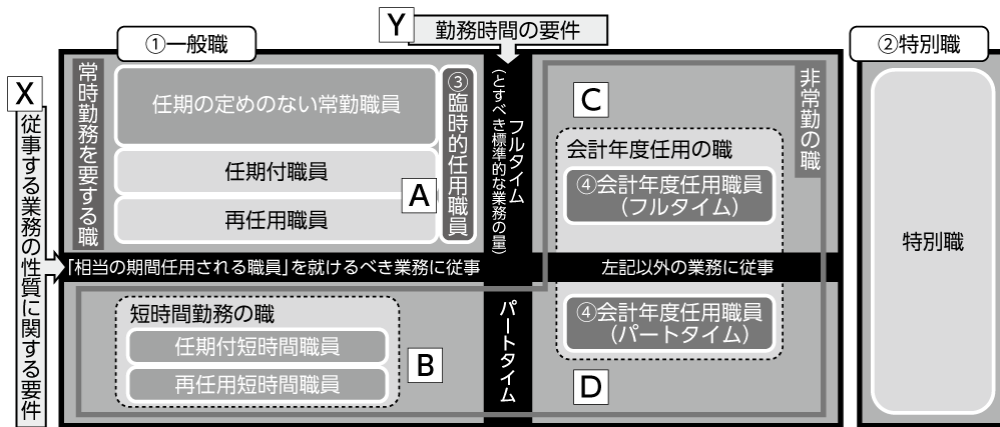 ①一般職
Y
勤務時間の要件
②特別職
X
従事する業務の性質に関する要件
常時勤務を要する職
任期の定めのない常勤職員
任期付職員
再任用職員
A
③臨時的任用職員
フルタイム
(とすべき標準的な業務の量)
C
非常勤の職
会計年度任用の職
④会計年度任用職員
(フルタイム)
特別職
「相当の期間任用される職員」を就けるべき業務に従事
左記以外の業務に従事
短時間勤務の職
任期付短時間職員
再任用短時間職員
B
パートタイム
④会計年度任用職員
(パートタイム)
D